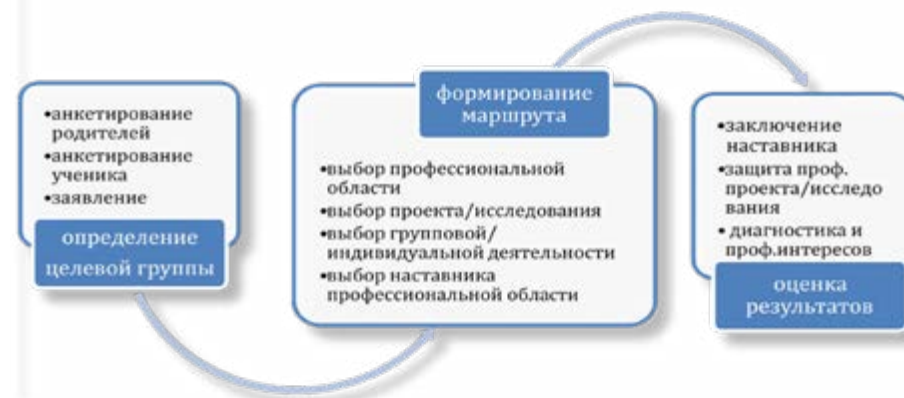 •анкетирование
родителей
•анкетирование
ученика
•заявление
определение
целевой группы
формирование
маршрута
•выбор профессиональной
области
•выбор проекта/исследования
•выбор групповой/
индивидуальной деятельности
•выбор наставника
профессиональной области
•заключение
наставника
•защита проф.
проекта/исследо
вания
• диагностика и
проф.интересов
оценка
результатов